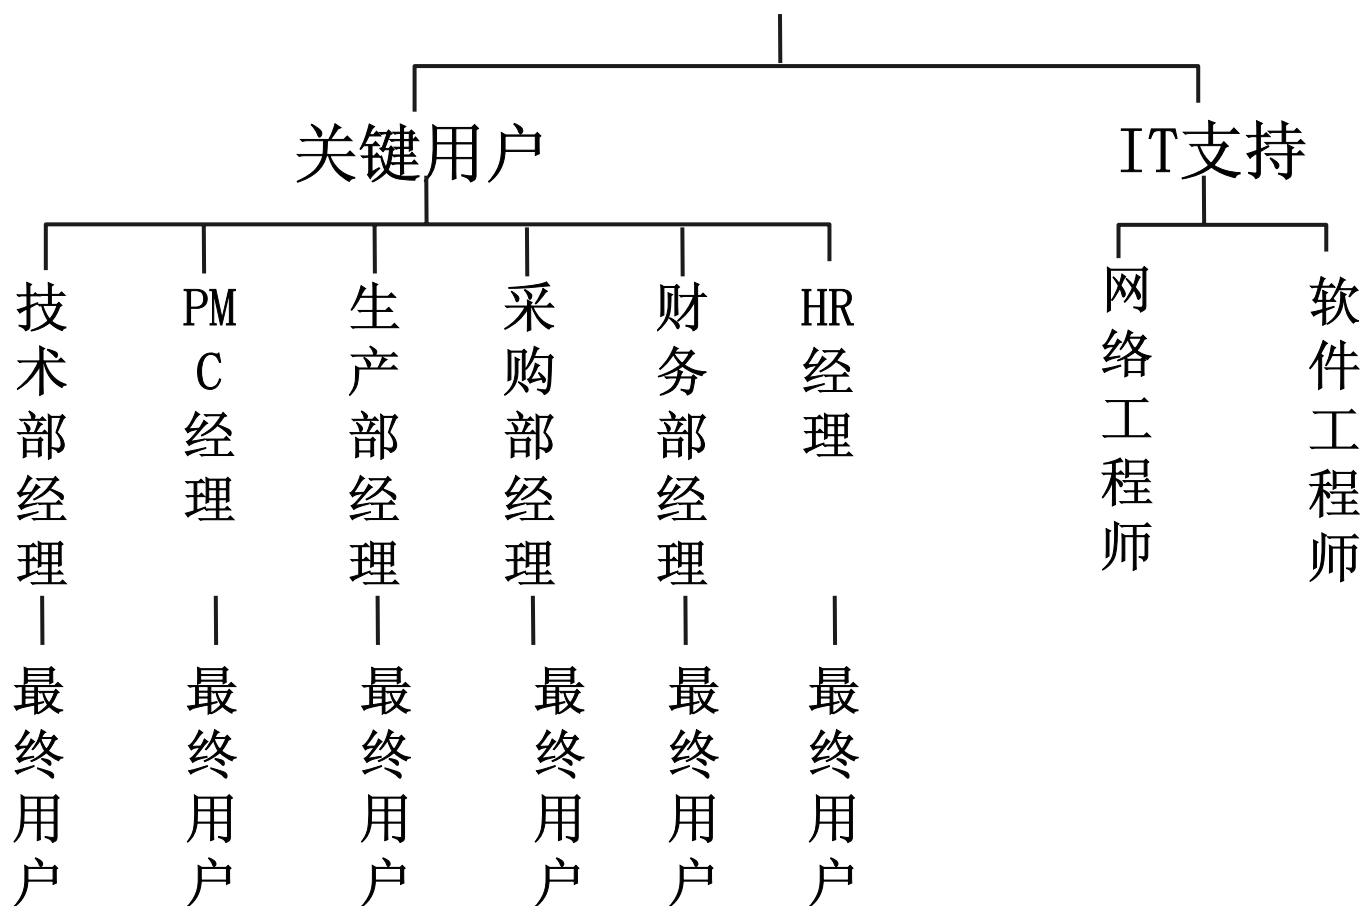 关键用户
IT支持
技术部经理
PMC经理
生产部经理
采购部经理
财务部经理
HR经理
网络工程师
软件工程师
最终用户
最终用户
最终用户
最终用户
最终用户
最终用户